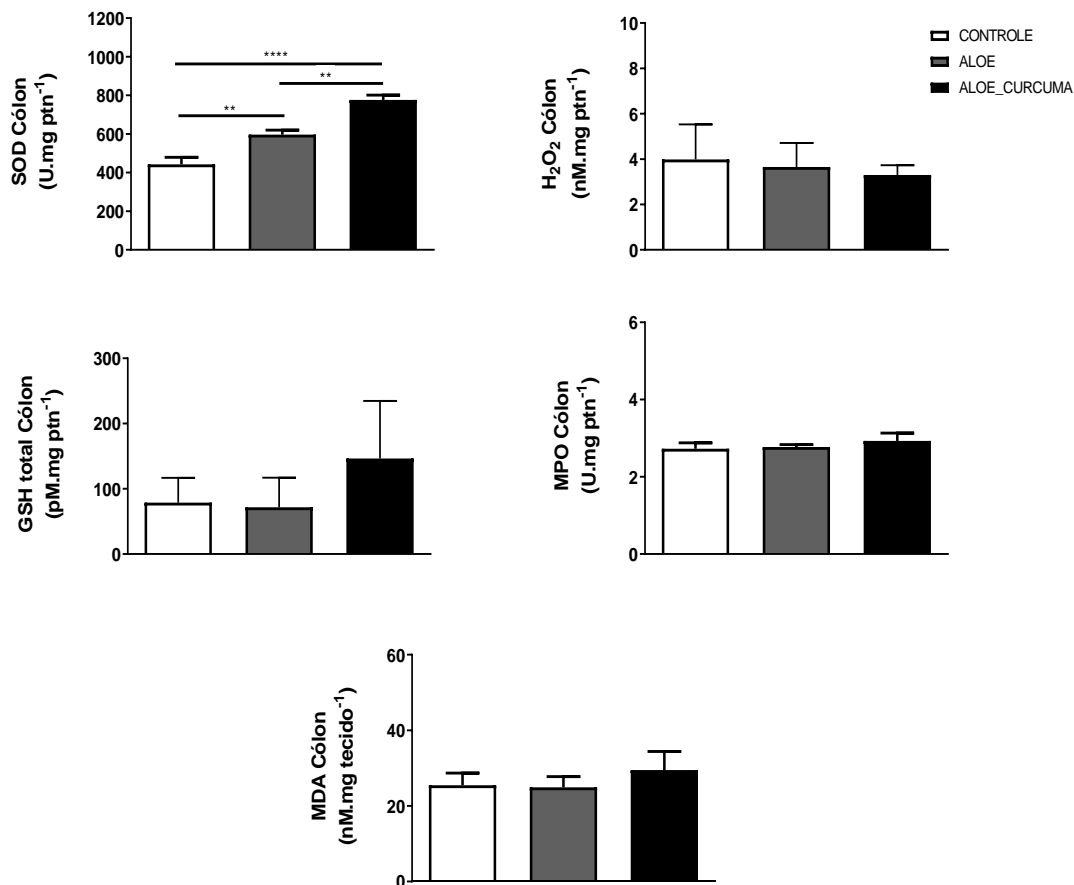 SOD Cólon
(U.mg ptn⁻¹)
1200
1000
800
600
400
200
0
****
**
**
H₂O₂ Cólon
(nM.mg ptn⁻¹)
10
8
6
4
2
0
CONTROLE
ALOE
ALOE_CURCUMA
GSH total Cólon
(pM.mg ptn⁻¹)
300
200
100
0
MPO Cólon
(U.mg ptn⁻¹)
6
4
2
0
MDA Cólon
(nM.mg tecido⁻¹)
60
40
20
0